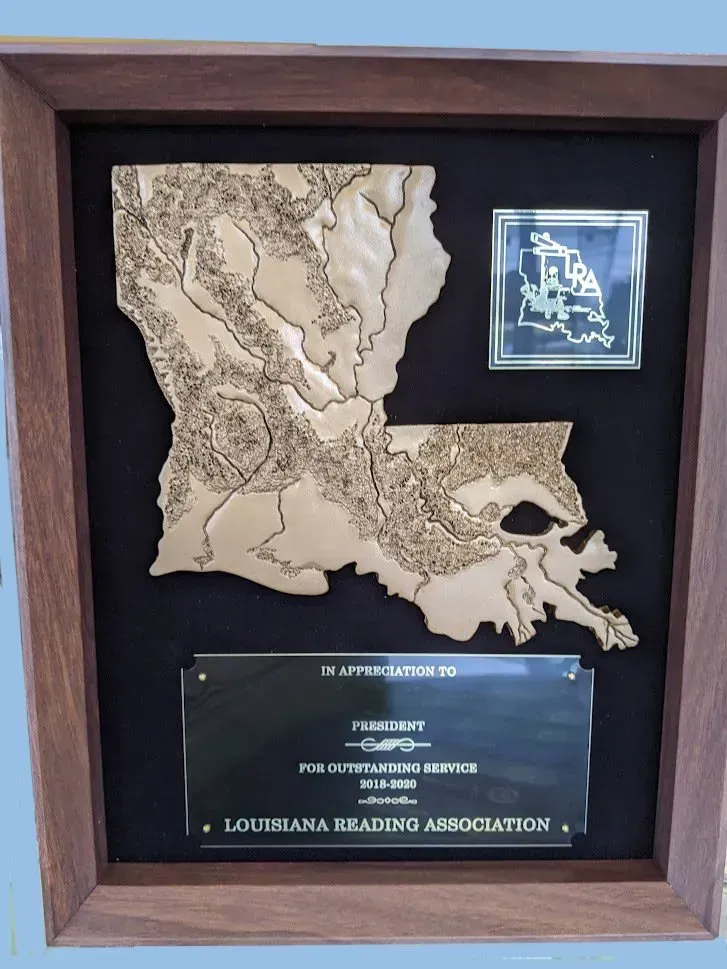 LRA
IN APPRECIATION TO
PRESIDENT
FOR OUTSTANDING SERVICE
2018-2020
LOUISIANA READING ASSOCIATION